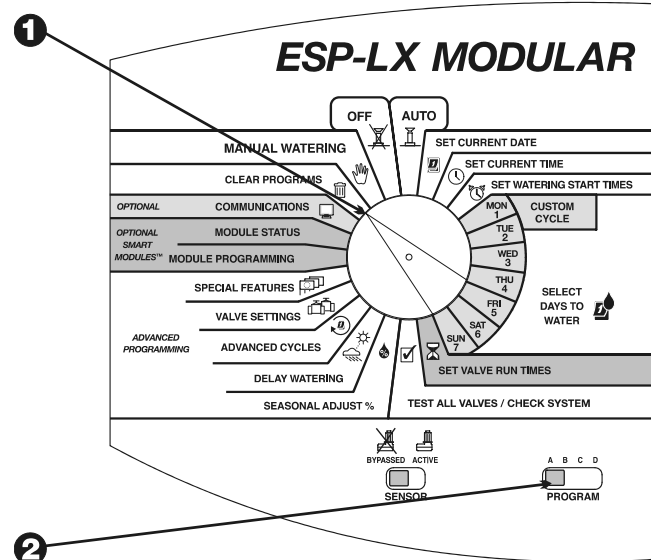 1
ESP-LX MODULAR
OFF
AUTO
MANUAL WATERING
SET CURRENT DATE
CLEAR PROGRAMS
SET CURRENT TIME
SET WATERING START TIMES
OPTIONAL
COMMUNICATIONS
MON
1
CUSTOM
CYCLE
OPTIONAL
SMART
MODULES™
MODULE STATUS
TUE
2
MODULE PROGRAMMING
WED
3
SPECIAL FEATURES
THU
4
SELECT
DAYS TO
WATER
VALVE SETTINGS
FRI
5
ADVANCED
PROGRAMMING
ADVANCED CYCLES
SAT
6
SUN
7
DELAY WATERING
SET VALVE RUN TIMES
SEASONAL ADJUST %
TEST ALL VALVES / CHECK SYSTEM
BYPASSED ACTIVE
SENSOR
A B C D
PROGRAM
2